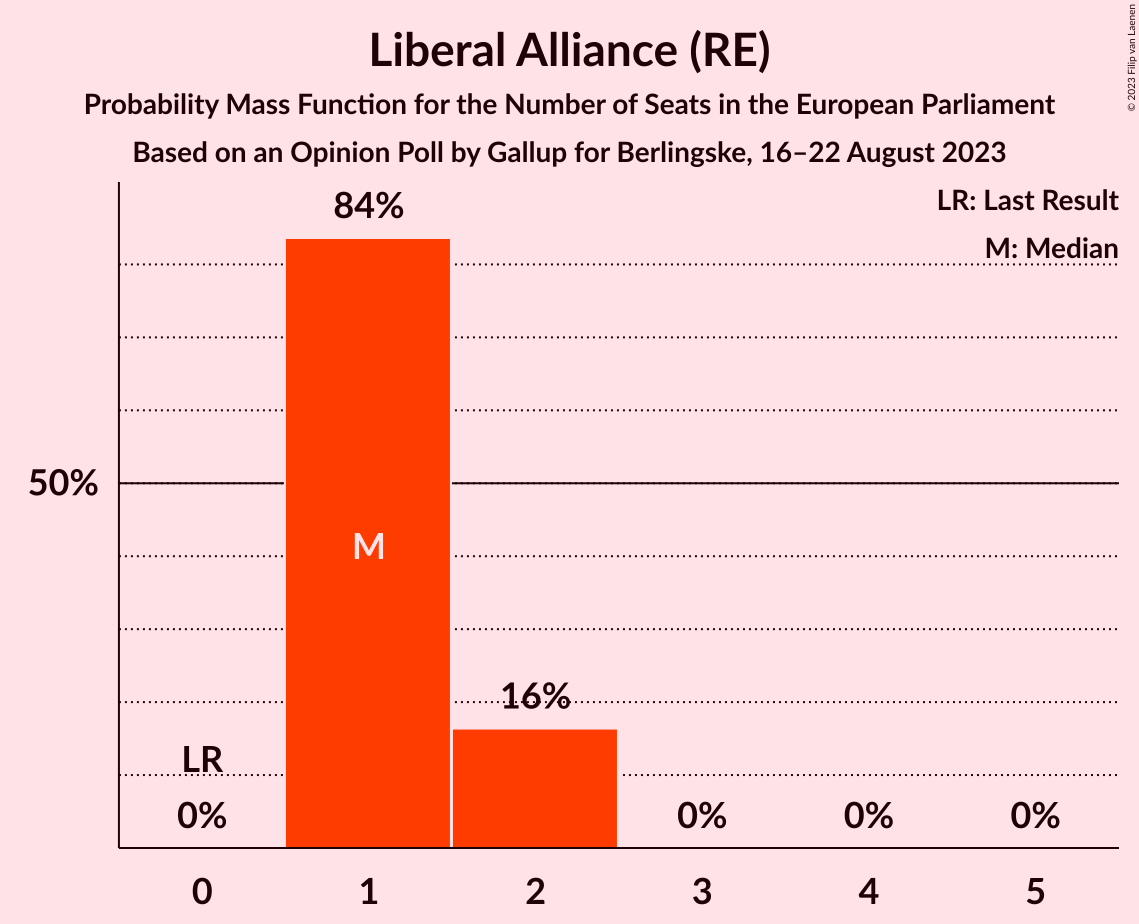 Liberal Alliance (RE)
Probability Mass Function for the Number of Seats in the European Parliament
Based on an Opinion Poll by Gallup for Berlingske, 16–22 August 2023
© 2023 Filip van Laenen
LR: Last Result
M: Median
84%
50%
M
16%
LR
0%
0%
0%
0%
0
1
2
3
4
5